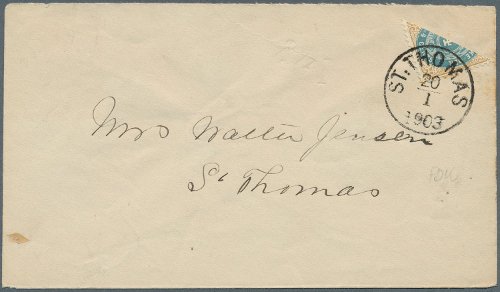 ST. THOMAS
20
1
1903
Mrs Walter Jensen
St Thomas